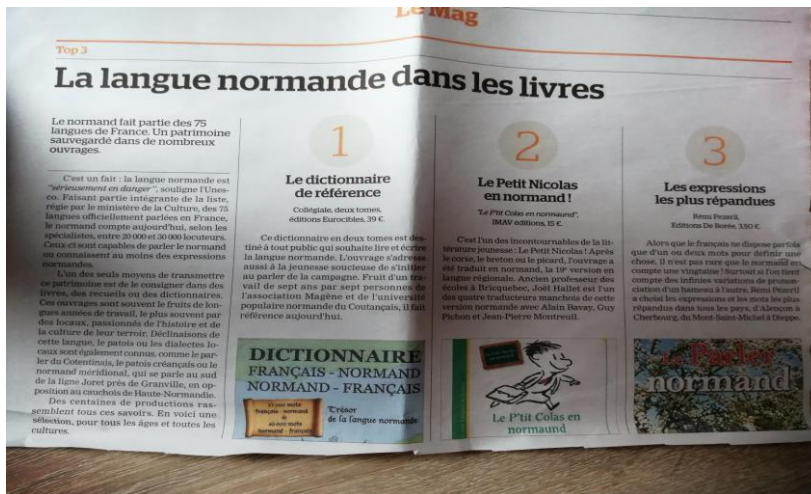 Le Mag
Top 3
La langue normande dans les livres
Le normand fait partie des 75
langues de France. Un patrimoine
sauvegardé dans de nombreux
ouvrages.
C'est un fait : la langue normande est
"sérieusement en danger", souligne l'Unes-
co. Faisant partie intégrante de la liste,
régie par le ministère de la Culture, des 75
langues officiellement parlées en France,
le normand compte aujourd'hui, selon les
spécialistes, entre 20 000 et 30 000 locuteurs.
Ceux-ci sont capables de parler le normand
ou connaissent au moins des expressions
normandes.
L'un des seuls moyens de transmettre
ce patrimoine est de le consigner dans des
livres, des recueils ou des dictionnaires.
Ces ouvrages sont souvent le fruits de lon-
gues années de travail, le plus souvent par
des locaux, passionnés de l'histoire et de
la culture de leur terroir. Déclinaisons de
cette langue, le patois ou les dialectes lo-
caux sont également connus, comme le par-
ler du Cotentinais, le patois créançais ou le
normand méridional, qui se parle au sud
de la ligne Joret près de Granville, en op-
position au cauchois de Haute-Normandie.
Des centaines de productions ras-
semblent tous ces savoirs. En voici une
sélection, pour tous les âges et toutes les
cultures.
1
Le dictionnaire
de référence
Collégiale, deux tomes,
éditions Eurocibles, 39 €.
Ce dictionnaire en deux tomes est des-
tiné à tout public qui souhaite lire et écrire
la langue normande. L'ouvrage s'adresse
aussi à la jeunesse soucieuse de s'initier
au parler de la campagne. Fruit d'un tra-
vail de sept ans par sept personnes de
l'association Magène et de l'université
populaire normande du Coutançais, il fait
référence aujourd'hui.
DICTIONNAIRE
FRANÇAIS - NORMAND
NORMAND - FRANÇAIS
mots
français - normand
&
mots
normand - français
Trésor
de la langue normande
2
Le Petit Nicolas
en normand !
"Le P'tit Colas en normaund",
IMAV éditions, 15 €.
C'est l'un des incontournables de la lit-
térature jeunesse : Le Petit Nicolas ! Après
le corse, le breton ou le picard, l'ouvrage a
été traduit en normand, la 19e version en
langue régionale. Ancien professeur des
écoles à Bricquebec, Joël Hallet est l'un
des quatre traducteurs manchois de cette
version normande avec Alain Bavay, Guy
Pichon et Jean-Pierre Montreuil.
Le P'tit Colas en
normaund
3
Les expressions
les plus répandues
Rémi Pézeril,
Editions De Borée, 3,50 €.
Alors que le français ne dispose parfois
que d'un ou deux mots pour définir une
chose, il n'est pas rare que le normand en
compte une vingtaine ! Surtout si l'on tient
compte des infinies variations de pronon-
ciation d'un hameau à l'autre. Rémi Pézeril
a choisi les expressions et les mots les plus
répandus dans tous les pays, d'Alençon à
Cherbourg, du Mont-Saint-Michel à Dieppe.
Le Parler
normand